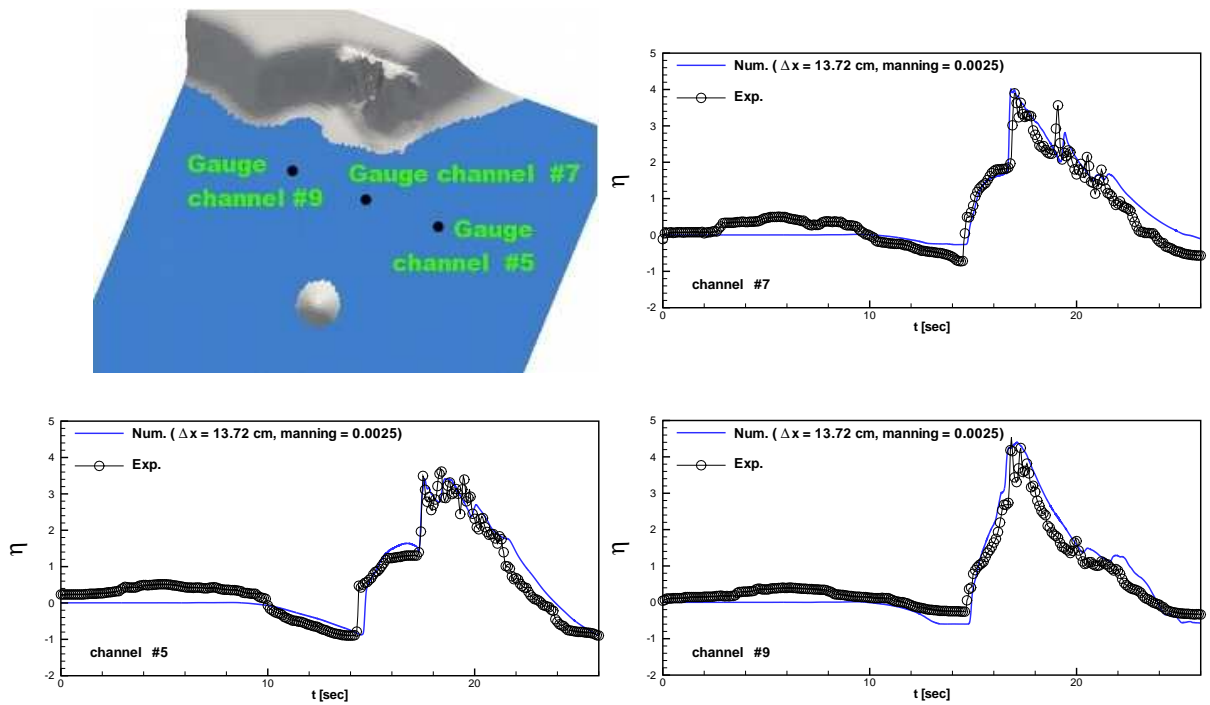 Gauge
channel #9
Gauge channel #7
Gauge
channel #5
5
4
3
2
1
0
-1
-2
η
Num. ( Δx = 13.72 cm, manning = 0.0025)
Exp.
channel #7
0
10
20
t [sec]
5
4
3
2
1
0
-1
-2
η
Num. ( Δx = 13.72 cm, manning = 0.0025)
Exp.
channel #5
0
10
20
t [sec]
5
4
3
2
1
0
-1
-2
η
Num. ( Δx = 13.72 cm, manning = 0.0025)
Exp.
channel #9
0
10
20
t [sec]